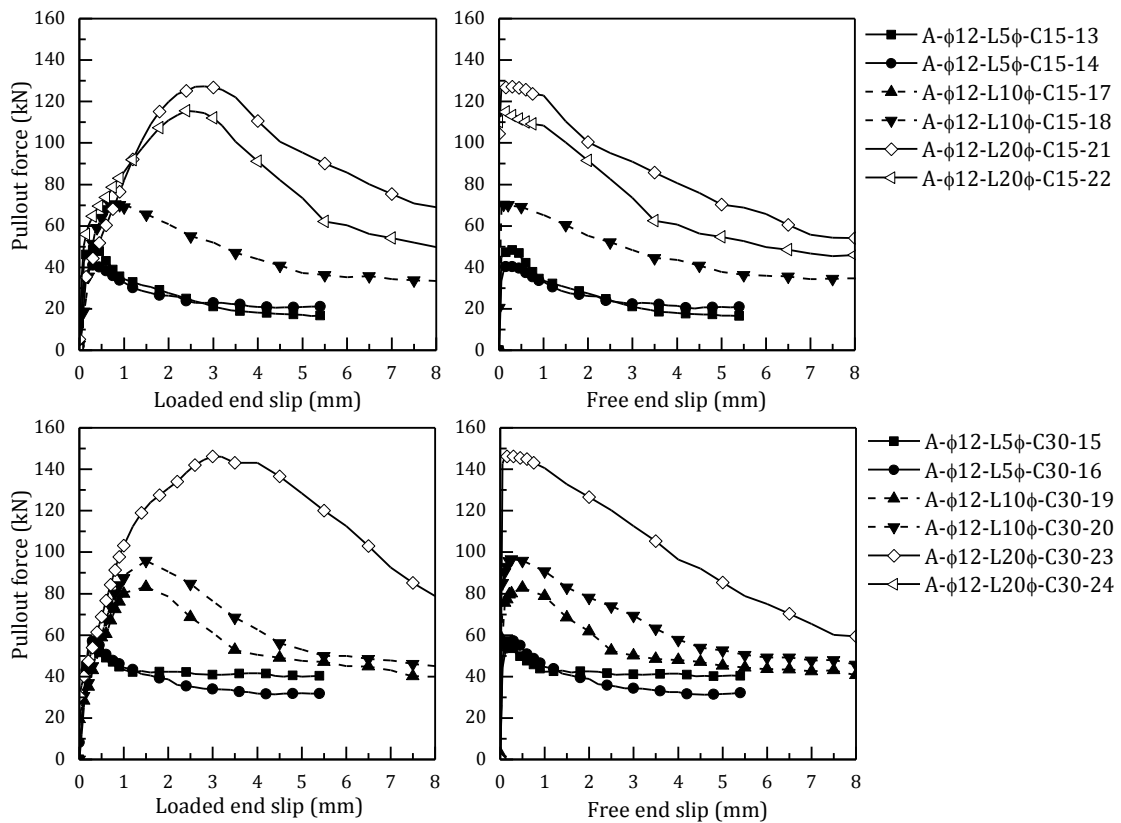 160
140
120
100
80
60
40
20
0
Pullout force (kN)
0 1 2 3 4 5 6 7 8
Loaded end slip (mm)
160
140
120
100
80
60
40
20
0
0 1 2 3 4 5 6 7 8
Free end slip (mm)
A-ϕ12-L5ϕ-C15-13
A-ϕ12-L5ϕ-C15-14
A-ϕ12-L10ϕ-C15-17
A-ϕ12-L10ϕ-C15-18
A-ϕ12-L20ϕ-C15-21
A-ϕ12-L20ϕ-C15-22
160
140
120
100
80
60
40
20
0
Pullout force (kN)
0 1 2 3 4 5 6 7 8
Loaded end slip (mm)
160
140
120
100
80
60
40
20
0
0 1 2 3 4 5 6 7 8
Free end slip (mm)
A-ϕ12-L5ϕ-C30-15
A-ϕ12-L5ϕ-C30-16
A-ϕ12-L10ϕ-C30-19
A-ϕ12-L10ϕ-C30-20
A-ϕ12-L20ϕ-C30-23
A-ϕ12-L20ϕ-C30-24